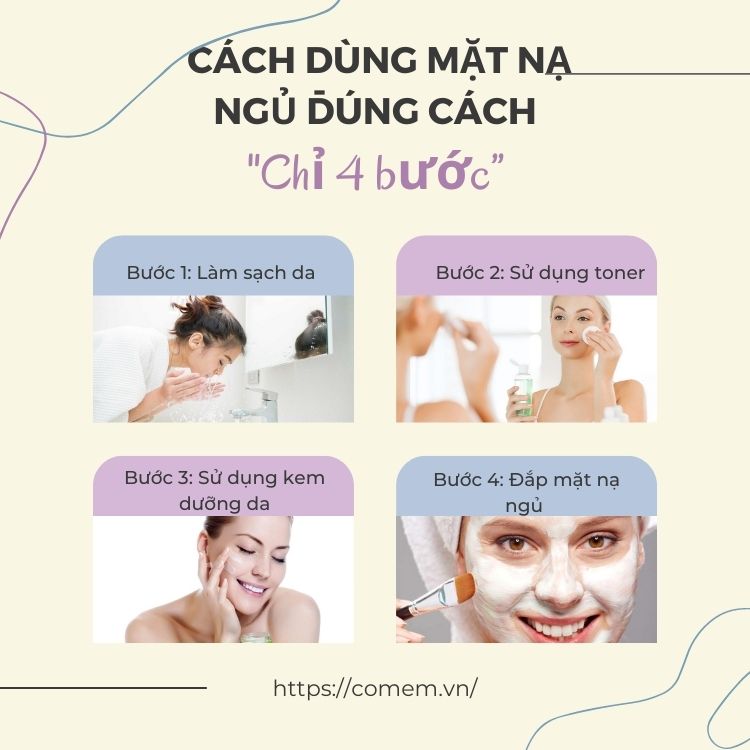 CÁCH DÙNG MẶT NẠ
NGỦ ĐÚNG CÁCH
"Chỉ 4 bước"
Bước 1: Làm sạch da
Bước 2: Sử dụng toner
Bước 3: Sử dụng kem
dưỡng da
Bước 4: Đắp mặt nạ
ngủ
https://comem.vn/